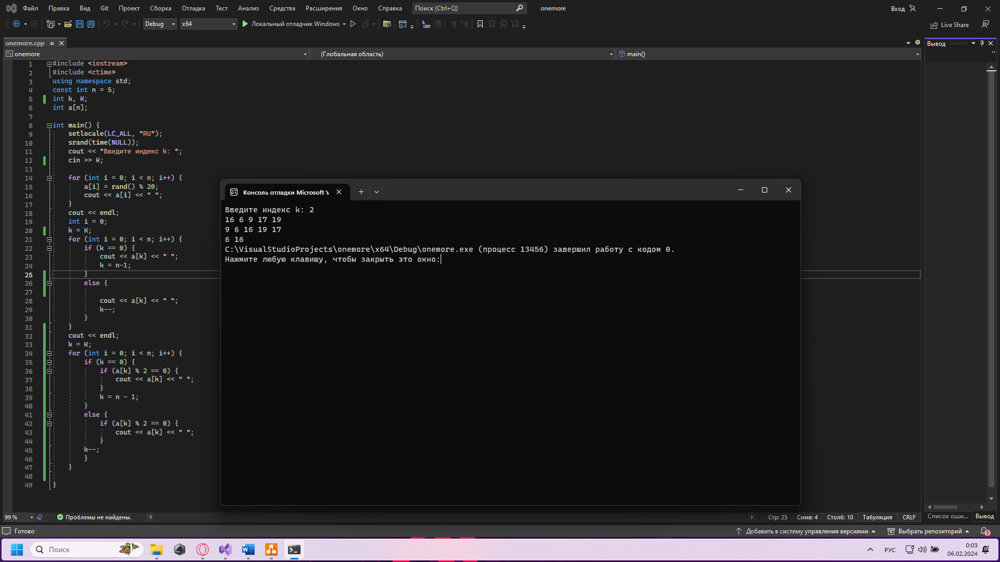 Файл Правка Вид Git Проект Сборка Отладка Тест Анализ Средства Расширения Окно Справка Поиск (Ctrl+Q) onemore Вход
Debug x64 Локальный отладчик Windows Live Share
onemore.cpp Вывод
onemore (Глобальная область) main()
1 #include <iostream>
2 #include <ctime>
3 using namespace std;
4 const int n = 5;
5 int k, K;
6 int a[n];
7
8 int main() {
9 setlocale(LC_ALL, "RU");
10 srand(time(NULL));
11 cout << "Введите индекс k: ";
12 cin >> K;
13
14 for (int i = 0; i < n; i++) {
15 a[i] = rand() % 20;
16 cout << a[i] << " ";
17 }
18 cout << endl;
19 int i = 0;
20 k = K;
21 for (int i = 0; i < n; i++) {
22 if (k == 0) {
23 cout << a[k] << " ";
24 k = n-1;
25 }
26 else {
27
28 cout << a[k] << " ";
29 k--;
30 }
31 }
32 cout << endl;
33 k = K;
34 for (int i = 0; i < n; i++) {
35 if (k == 0) {
36 if (a[k] % 2 == 0) {
37 cout << a[k] << " ";
38 }
39 k = n - 1;
40 }
41 else {
42 if (a[k] % 2 == 0) {
43 cout << a[k] << " ";
44 }
45 k--;
46 }
47 }
48
49 }
Консоль отладки Microsoft V
Введите индекс k: 2
16 6 9 17 19
9 6 16 19 17
6 16
C:\VisualStudioProjects\onemore\x64\Debug\onemore.exe (процесс 13456) завершил работу с кодом 0.
Нажмите любую клавишу, чтобы закрыть это окно:
99 % Проблемы не найдены. Стр: 25 Симв: 4 Столб: 10 Табуляция CRLF Список оши... Вывод
Готово Добавить в систему управления версиями Выбрать репозиторий 1
Поиск РУС 0:03
06.02.2024